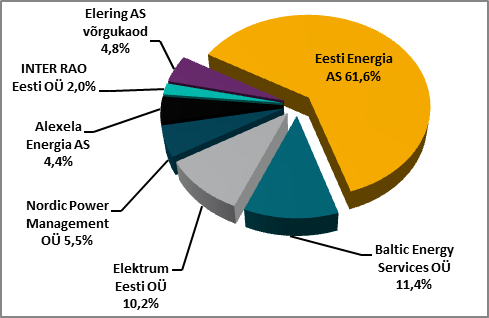 Elering AS
võrgukaod
4,8%
Eesti Energia
AS 61,6%
INTER RAO
Eesti OÜ 2,0%
Alexela
Energia AS
4,4%
Nordic Power
Management
OÜ 5,5%
Elektrum
Eesti OÜ
10,2%
Baltic Energy
Services OÜ
11,4%